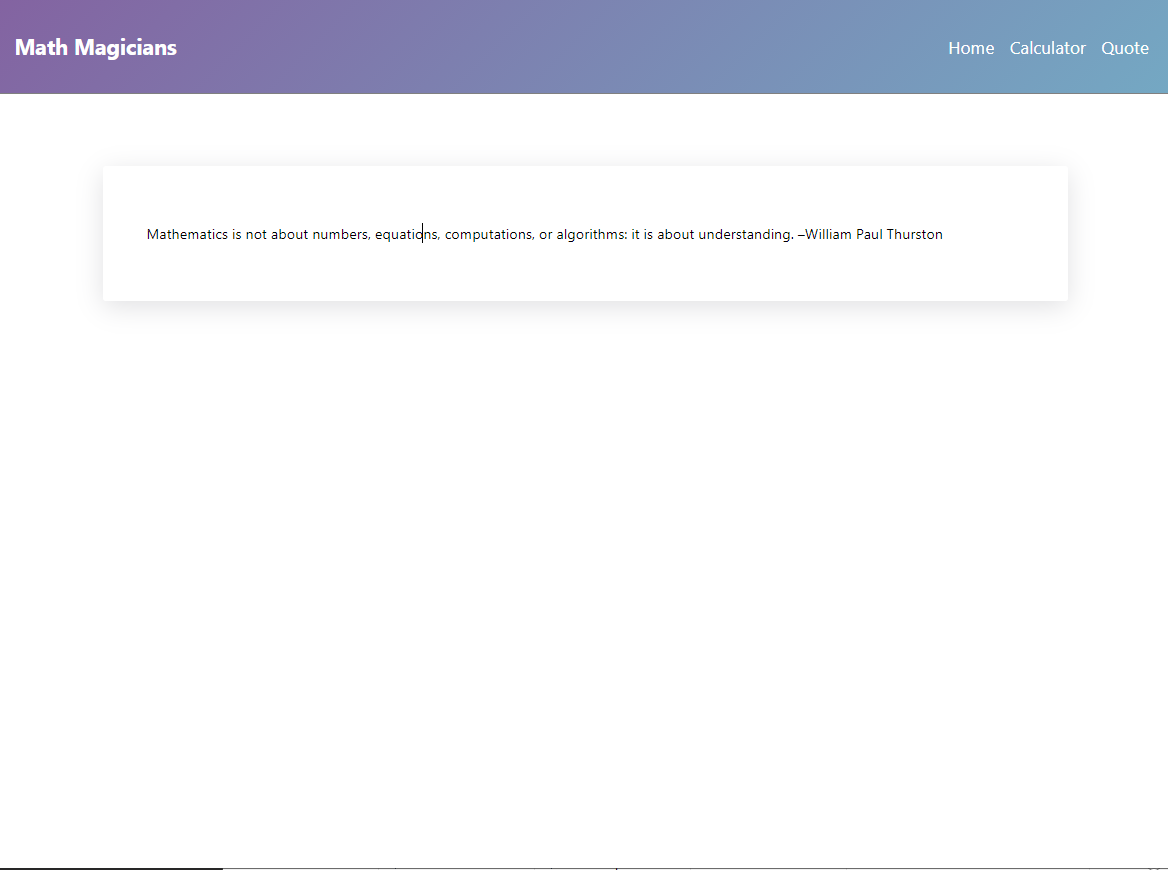 Math Magicians
Home Calculator Quote
Mathematics is not about numbers, equations, computations, or algorithms: it is about understanding. –William Paul Thurston